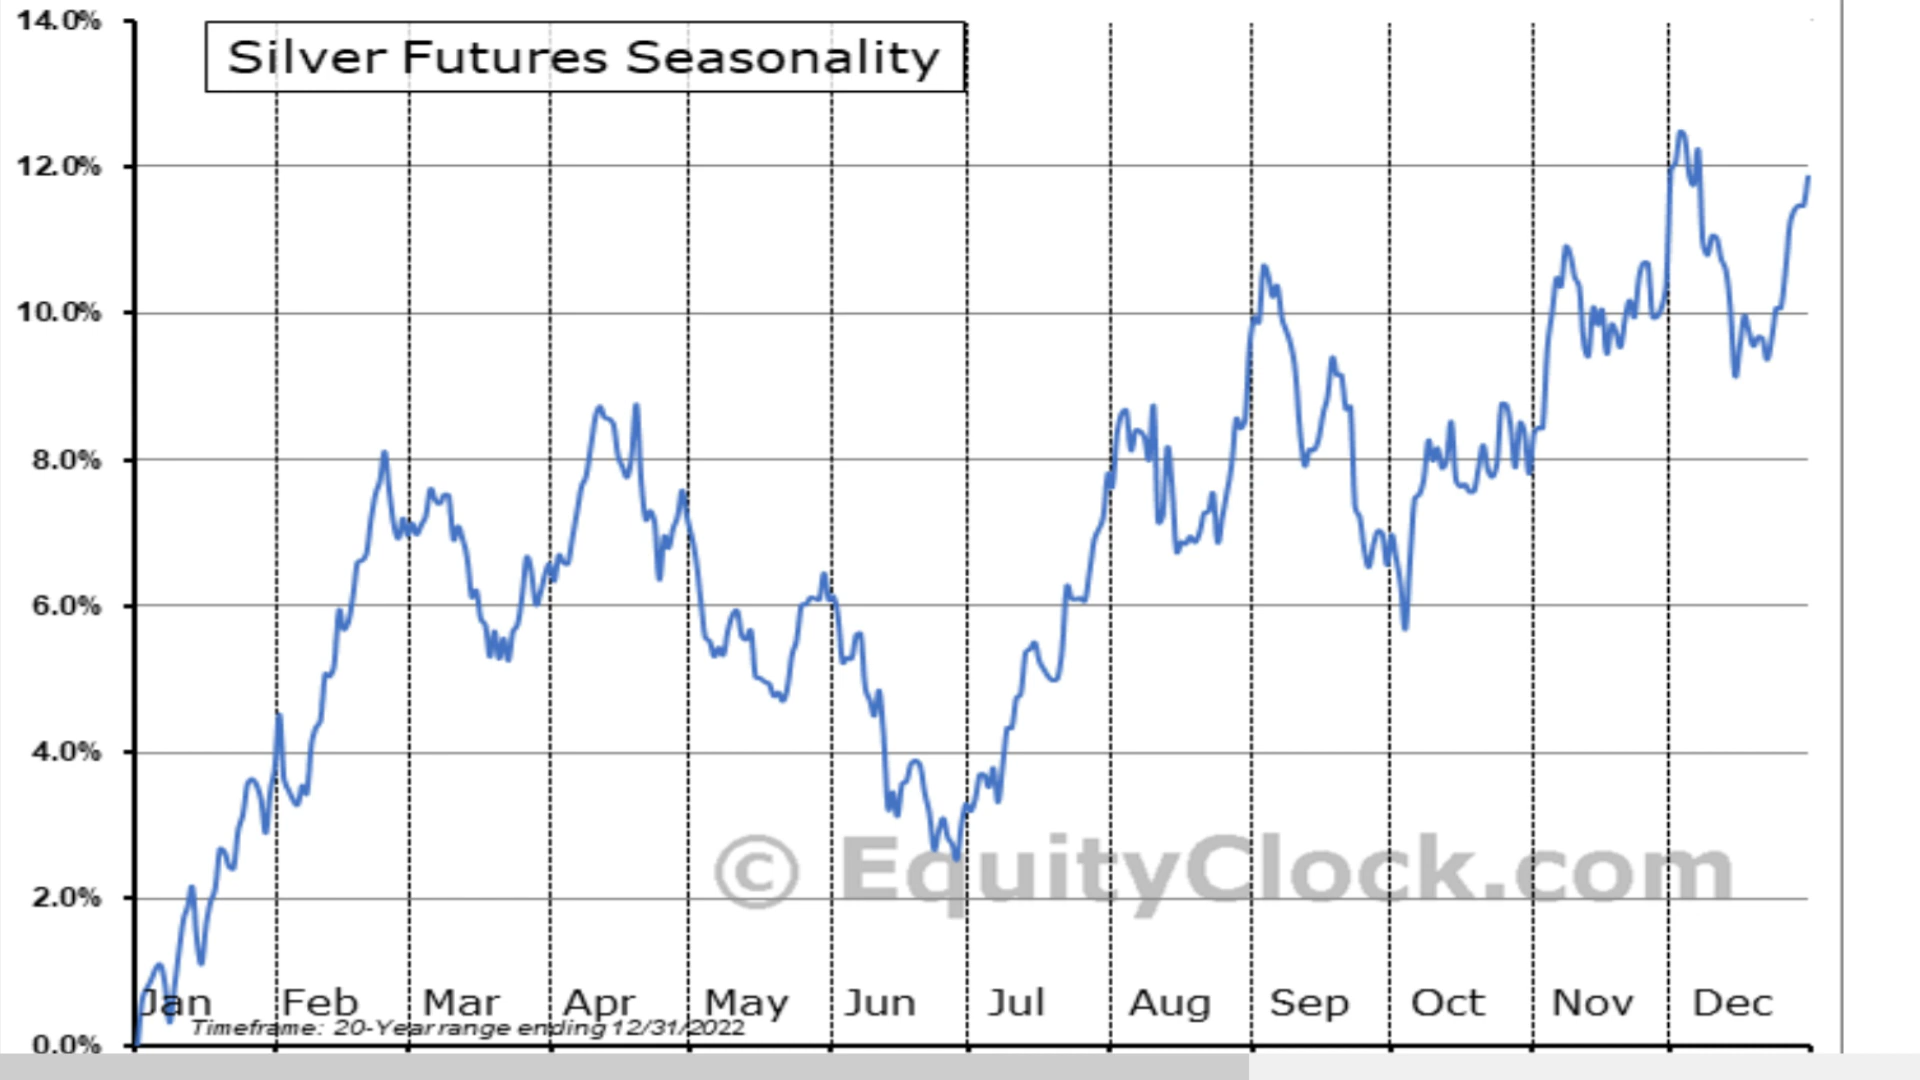 Silver Futures Seasonality
14.0%
12.0%
10.0%
8.0%
6.0%
4.0%
2.0%
0.0%
© EquityClock.com
Jan Feb Mar Apr May Jun Jul Aug Sep Oct Nov Dec
Timeframe: 20-Year range ending 12/31/2022